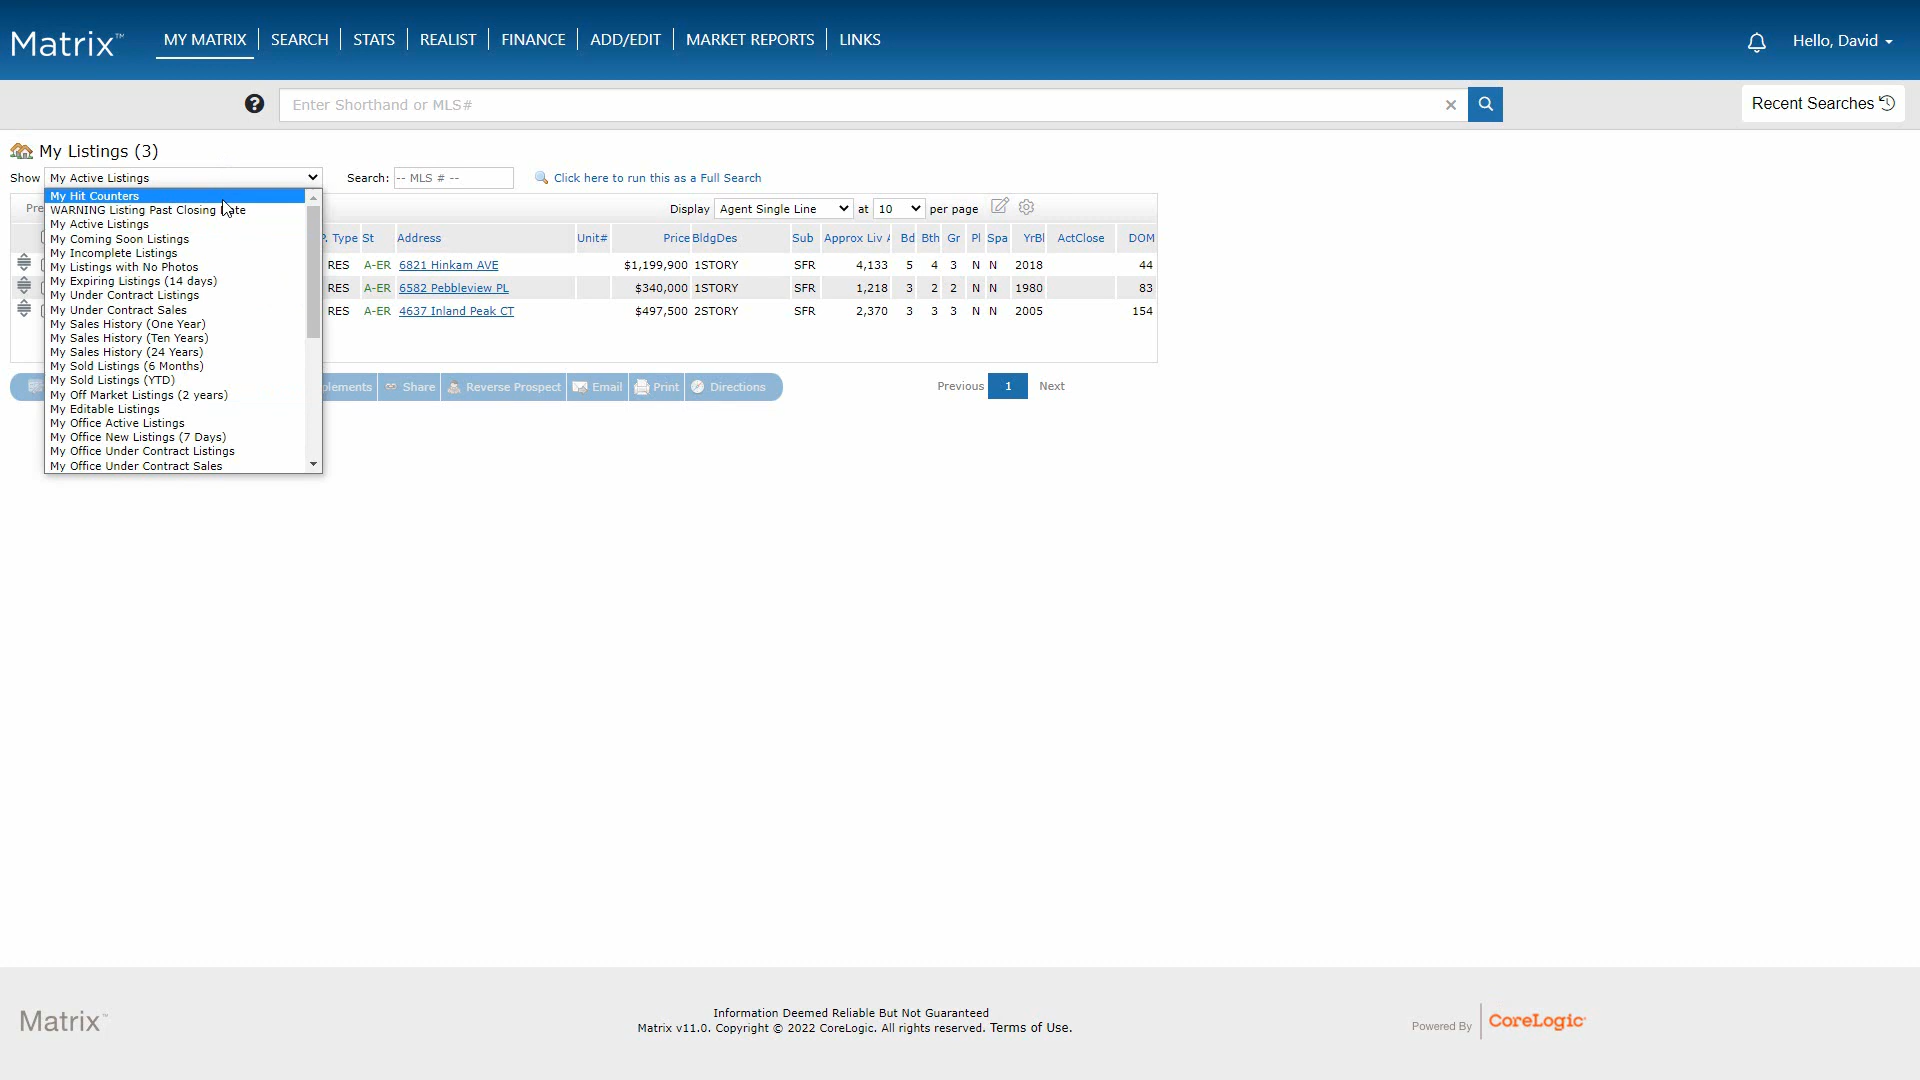 Matrix™ MY MATRIX SEARCH STATS REALIST FINANCE ADD/EDIT MARKET REPORTS LINKS Hello, David
? Enter Shorthand or MLS# Recent Searches
My Listings (3)
Show My Active Listings Search: -- MLS # -- Click here to run this as a Full Search
My Hit Counters
WARNING Listing Past Closing
My Active Listings
My Coming Soon Listings
My Incomplete Listings
My Listings with No Photos
My Expiring Listings (14 days)
My Under Contract Listings
My Under Contract Sales
My Sales History (One Year)
My Sales History (Ten Years)
My Sales History (24 Years)
My Sold Listings (6 Months)
My Sold Listings (YTD)
My Off Market Listings (2 years)
My Editable Listings
My Office Active Listings
My Office New Listings (7 Days)
My Office Under Contract Listings
My Office Under Contract Sales
Display Agent Single Line at 10 per page
Type St Address Unit# Price BldgDes Sub Approx Liv Bd Bth Gr Pl Spa YrBl ActClose DOM
RES A-ER 6821 Hinkam AVE $1,199,900 1STORY SFR 4,133 5 4 3 N N 2018 44
RES A-ER 6582 Pebbleview PL $340,000 1STORY SFR 1,218 3 2 2 N N 1980 83
RES A-ER 4637 Inland Peak CT $497,500 2STORY SFR 2,370 3 3 3 N N 2005 154
Share Reverse Prospect Email Print Directions Previous 1 Next
Matrix™
Information Deemed Reliable But Not Guaranteed
Matrix v11.0. Copyright © 2022 CoreLogic. All rights reserved. Terms of Use.
Powered By CoreLogic